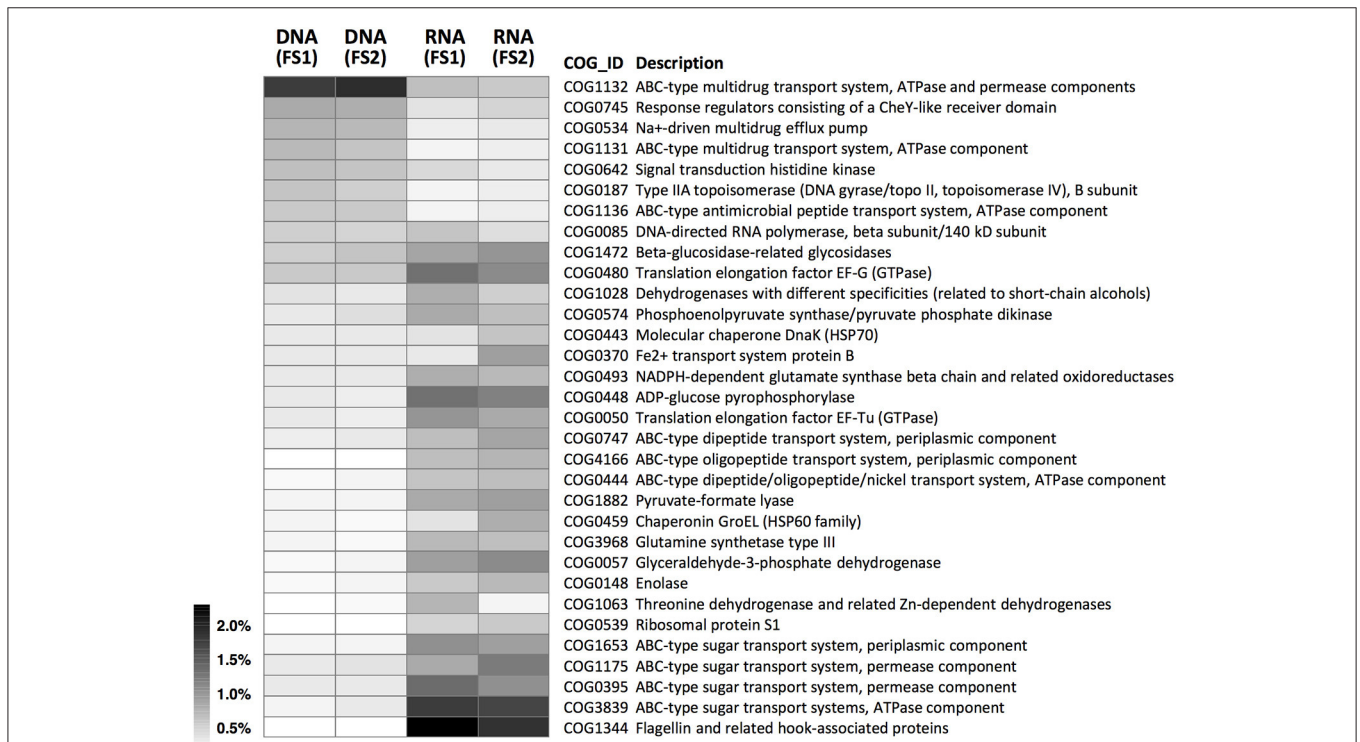 DNA (FS1) DNA (FS2) RNA (FS1) RNA (FS2)
COG_ID Description
COG1132 ABC-type multidrug transport system, ATPase and permease components
COG0745 Response regulators consisting of a CheY-like receiver domain
COG0534 Na+-driven multidrug efflux pump
COG1131 ABC-type multidrug transport system, ATPase component
COG0642 Signal transduction histidine kinase
COG0187 Type IIA topoisomerase (DNA gyrase/topo II, topoisomerase IV), B subunit
COG1136 ABC-type antimicrobial peptide transport system, ATPase component
COG0085 DNA-directed RNA polymerase, beta subunit/140 kD subunit
COG1472 Beta-glucosidase-related glycosidases
COG0480 Translation elongation factor EF-G (GTPase)
COG1028 Dehydrogenases with different specificities (related to short-chain alcohols)
COG0574 Phosphoenolpyruvate synthase/pyruvate phosphate dikinase
COG0443 Molecular chaperone DnaK (HSP70)
COG0370 Fe2+ transport system protein B
COG0493 NADPH-dependent glutamate synthase beta chain and related oxidoreductases
COG0448 ADP-glucose pyrophosphorylase
COG0050 Translation elongation factor EF-Tu (GTPase)
COG0747 ABC-type dipeptide transport system, periplasmic component
COG4166 ABC-type oligopeptide transport system, periplasmic component
COG0444 ABC-type dipeptide/oligopeptide/nickel transport system, ATPase component
COG1882 Pyruvate-formate lyase
COG0459 Chaperonin GroEL (HSP60 family)
COG3968 Glutamine synthetase type III
COG0057 Glyceraldehyde-3-phosphate dehydrogenase
COG0148 Enolase
COG1063 Threonine dehydrogenase and related Zn-dependent dehydrogenases
COG0539 Ribosomal protein S1
COG1653 ABC-type sugar transport system, periplasmic component
COG1175 ABC-type sugar transport system, permease component
COG0395 ABC-type sugar transport system, permease component
COG3839 ABC-type sugar transport systems, ATPase component
COG1344 Flagellin and related hook-associated proteins
2.0%
1.5%
1.0%
0.5%